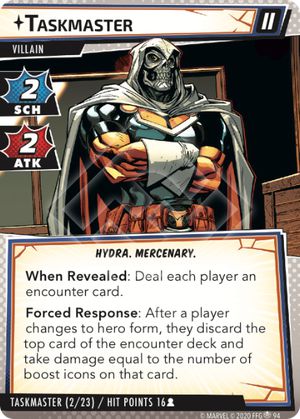 TASKMASTER
II
VILLAIN
2
SCH
2
ATK
HYDRA. MERCENARY.
When Revealed: Deal each player an
encounter card.
Forced Response: After a player
changes to hero form, they discard the
top card of the encounter deck and
take damage equal to the number of
boost icons on that card.
TASKMASTER (2/23) / HIT POINTS 16
© MARVEL © 2020 FFG 94